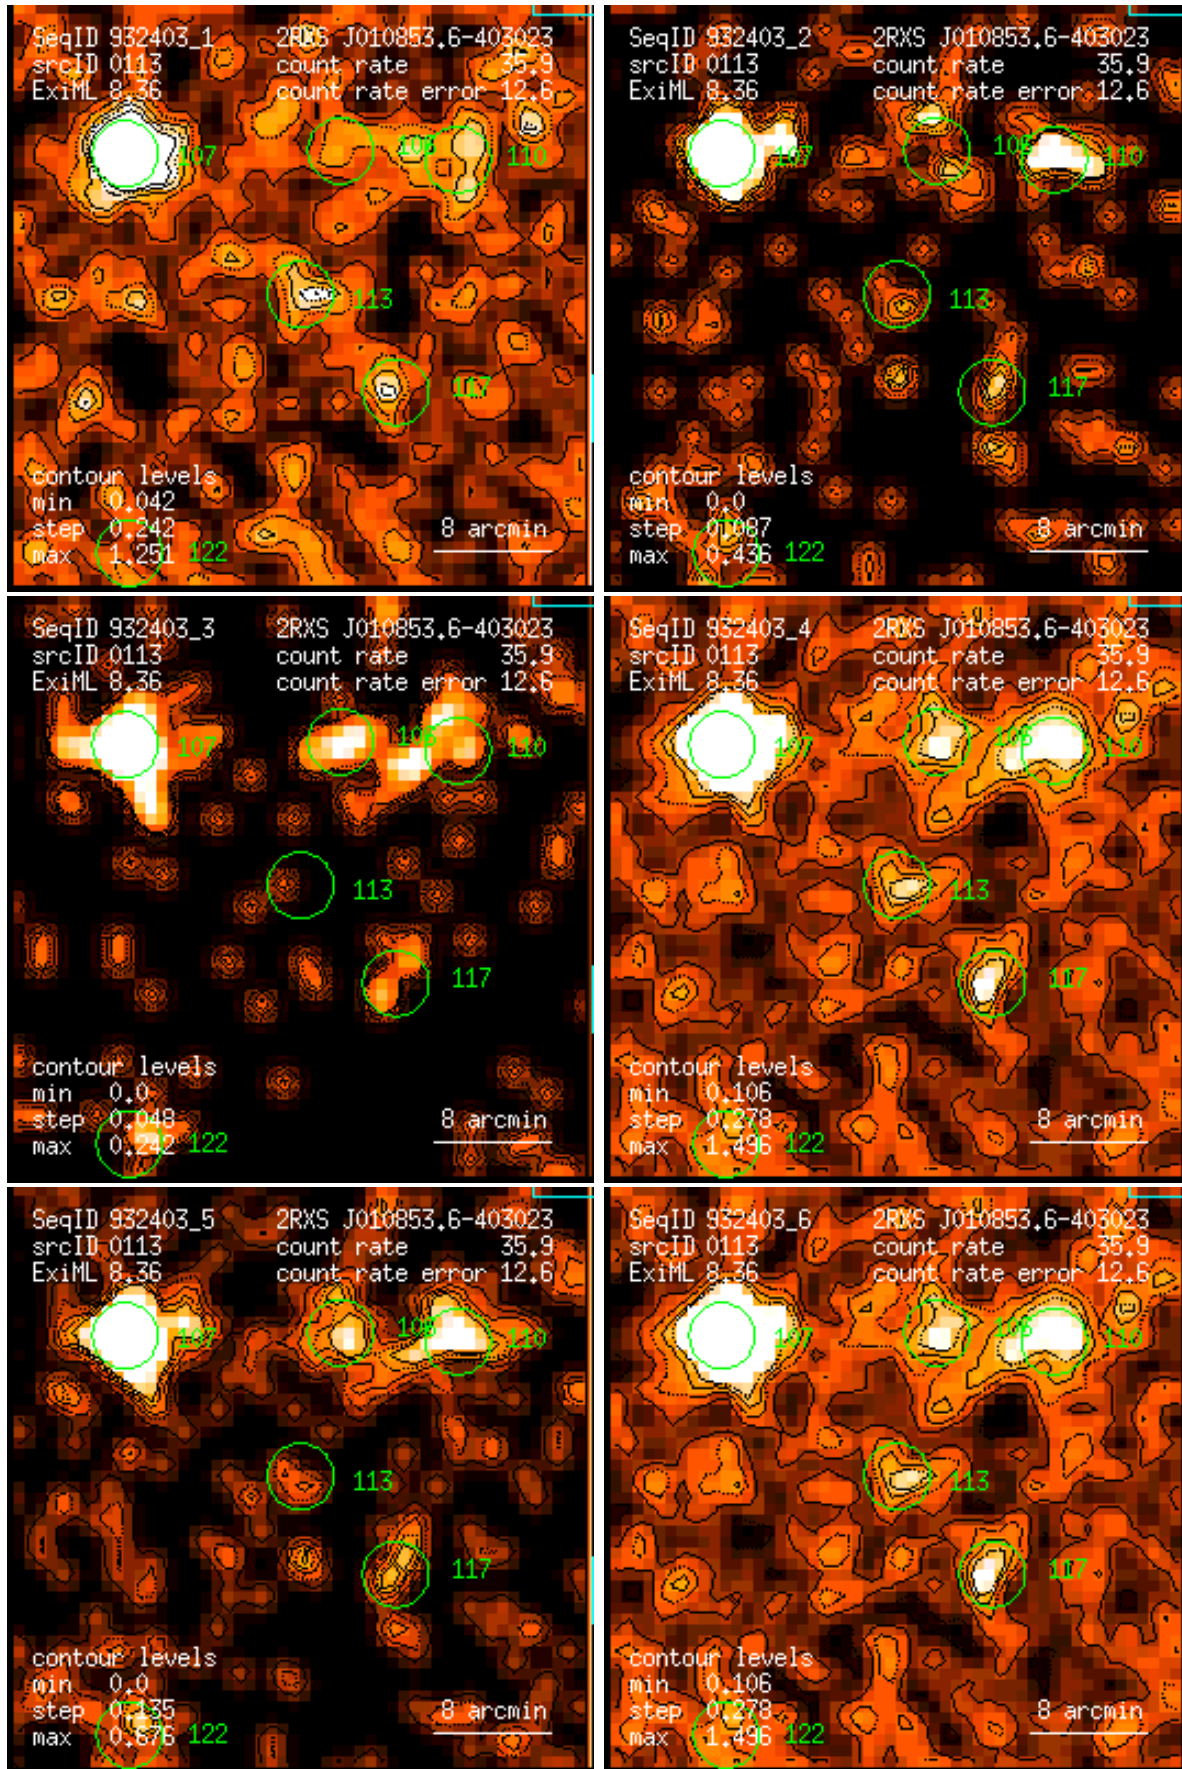 SeqID 932403_1 2RXS J010853.6-403023
srcID 0113 count rate 35.9
ExiML 8.36 count rate error 12.6
107 106 110
113
117
contour levels
min 0.042
step 0.242 8 arcmin
max 1.251 122
SeqID 932403_2 2RXS J010853.6-403023
srcID 0113 count rate 35.9
ExiML 8.36 count rate error 12.6
107 106 110
113
117
contour levels
min 0.0
step 0.087 8 arcmin
max 0.436 122
SeqID 932403_3 2RXS J010853.6-403023
srcID 0113 count rate 35.9
ExiML 8.36 count rate error 12.6
107 106 110
113
117
contour levels
min 0.0
step 0.048 8 arcmin
max 0.242 122
SeqID 932403_4 2RXS J010853.6-403023
srcID 0113 count rate 35.9
ExiML 8.36 count rate error 12.6
107 106 110
113
117
contour levels
min 0.106
step 0.278 8 arcmin
max 1.496 122
SeqID 932403_5 2RXS J010853.6-403023
srcID 0113 count rate 35.9
ExiML 8.36 count rate error 12.6
107 106 110
113
117
contour levels
min 0.0
step 0.135 8 arcmin
max 0.676 122
SeqID 932403_6 2RXS J010853.6-403023
srcID 0113 count rate 35.9
ExiML 8.36 count rate error 12.6
107 106 110
113
117
contour levels
min 0.106
step 0.278 8 arcmin
max 1.496 122